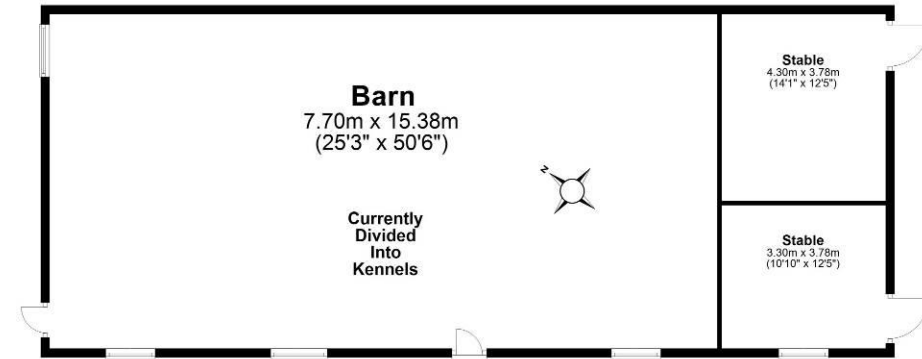 Barn
7.70m x 15.38m
(25'3" x 50'6")
Currently
Divided
Into
Kennels
N
Stable
4.30m x 3.78m
(14'1" x 12'5")
Stable
3.30m x 3.78m
(10'10" x 12'5")